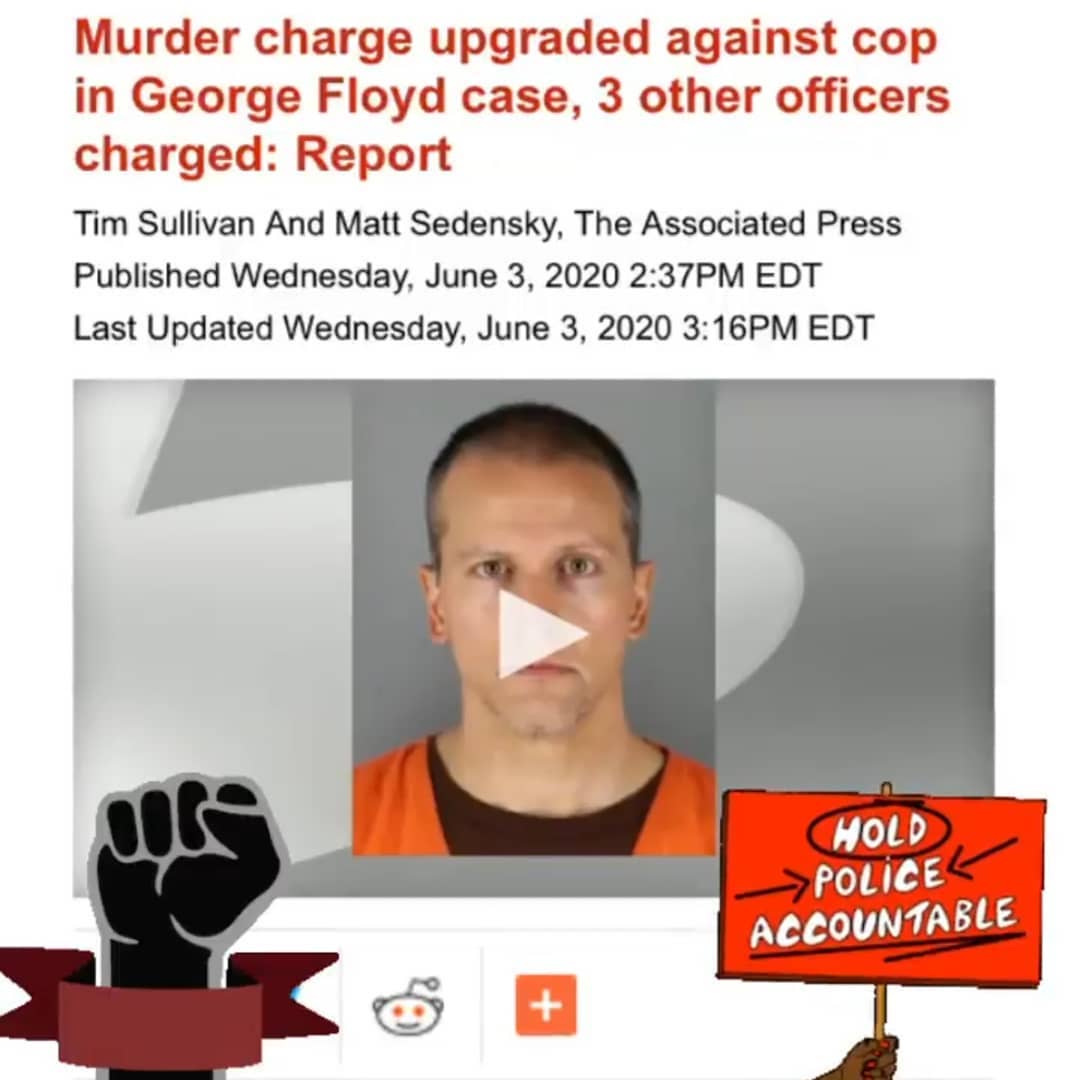 Murder charge upgraded against cop
in George Floyd case, 3 other officers
charged: Report
Tim Sullivan And Matt Sedensky, The Associated Press
Published Wednesday, June 3, 2020 2:37PM EDT
Last Updated Wednesday, June 3, 2020 3:16PM EDT
HOLD
POLiCE
ACCOUNTABLE